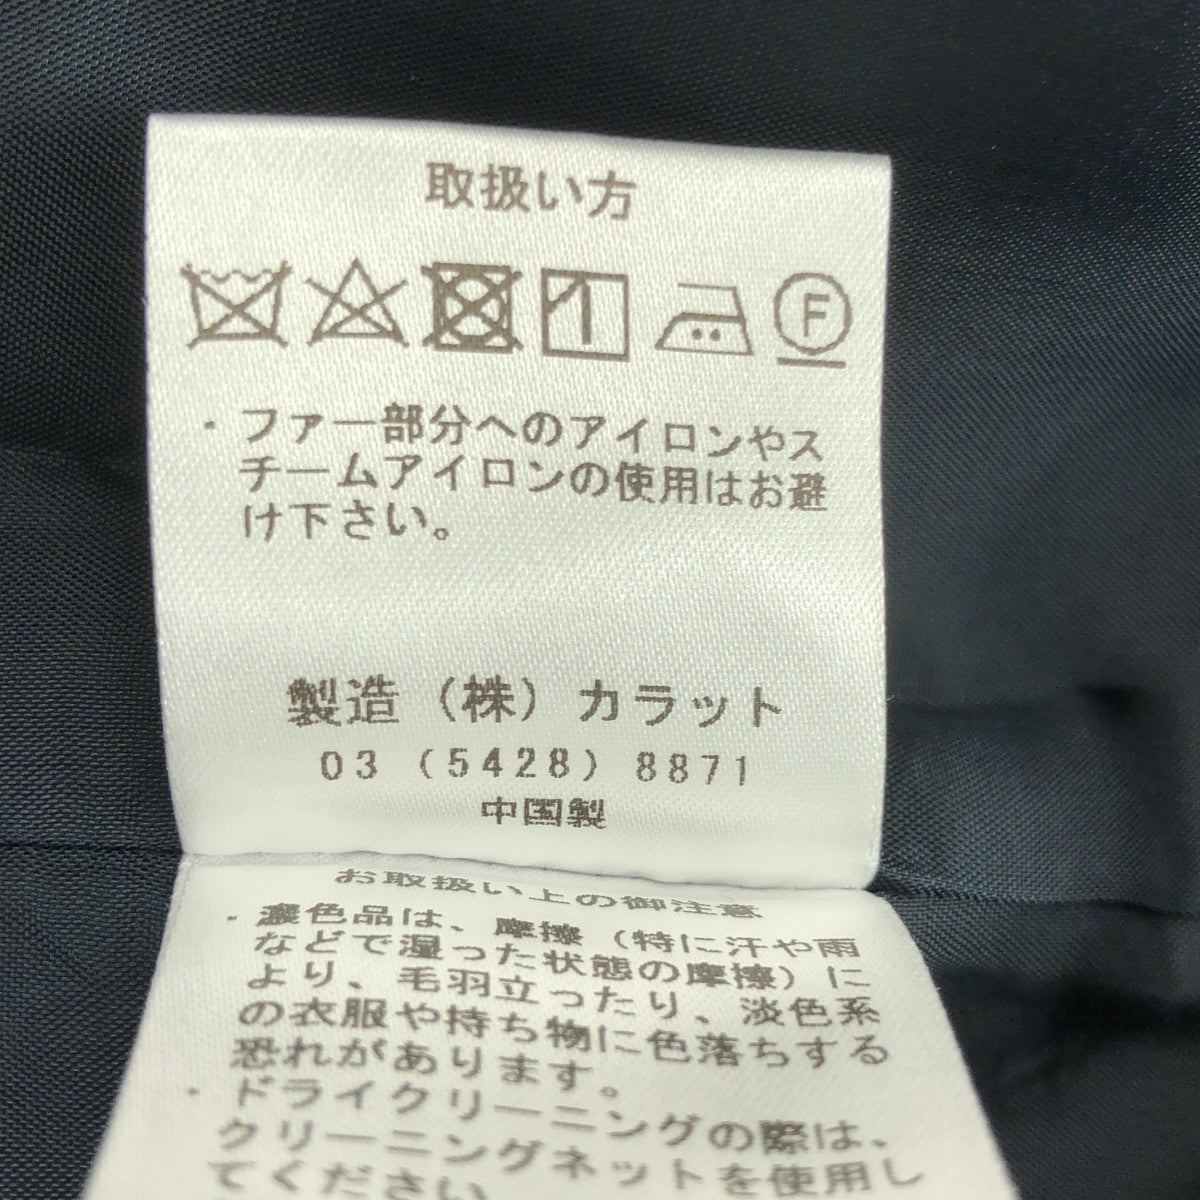 取扱い方
F
・ファー部分へのアイロンやス
チームアイロンの使用はお避
け下さい。
製造（株）カラット
03（5428）8871
中国製
お取扱い上の御注意
・濃色品は、摩擦（特に汗や雨
などで湿った状態の摩擦）に
より、毛羽立ったり、淡色系
の衣服や持ち物に色落ちする
恐れがあります。
・ドライクリーニングの際は、
クリーニングネットを使用し
てください